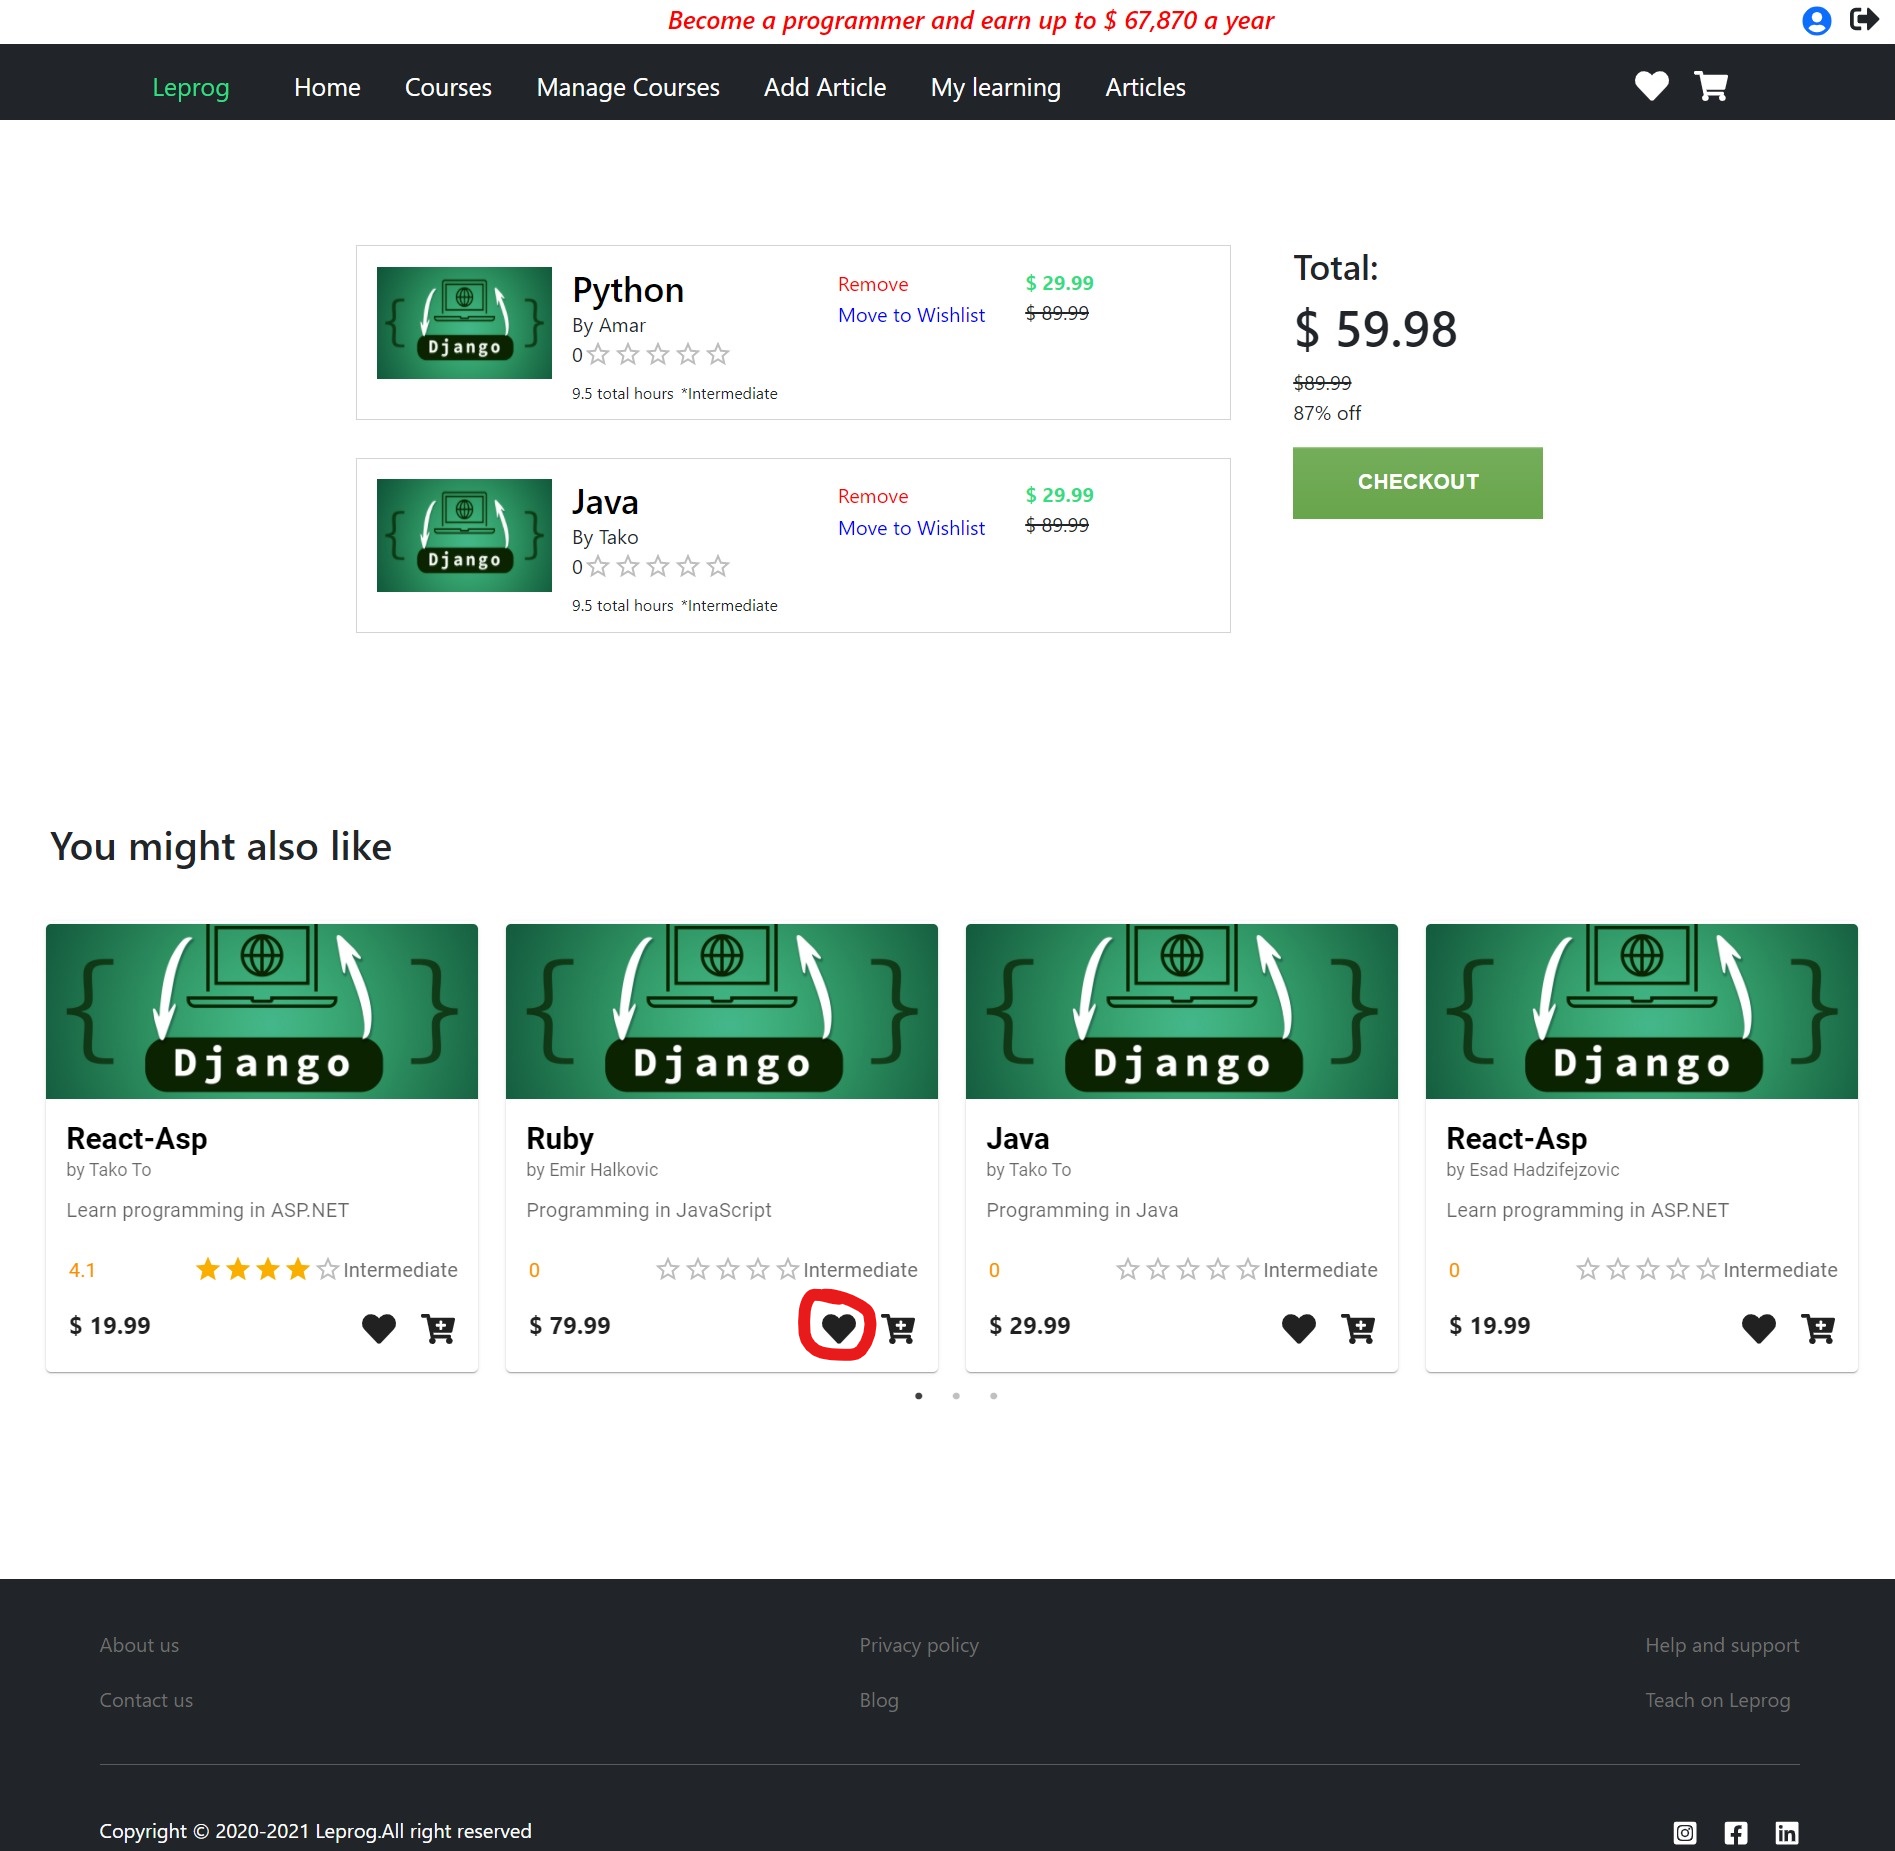 Become a programmer and earn up to $ 67,870 a year
Leprog Home Courses Manage Courses Add Article My learning Articles
Django
Python
By Amar
0
9.5 total hours *Intermediate
Remove
Move to Wishlist
$ 29.99
$ 89.99
Django
Java
By Tako
0
9.5 total hours *Intermediate
Remove
Move to Wishlist
$ 29.99
$ 89.99
Total:
$ 59.98
$89.99
87% off
CHECKOUT
You might also like
Django
React-Asp
by Tako To
Learn programming in ASP.NET
4.1 Intermediate
$ 19.99
Django
Ruby
by Emir Halkovic
Programming in JavaScript
0 Intermediate
$ 79.99
Django
Java
by Tako To
Programming in Java
0 Intermediate
$ 29.99
Django
React-Asp
by Esad Hadzifejzovic
Learn programming in ASP.NET
0 Intermediate
$ 19.99
About us
Contact us
Privacy policy
Blog
Help and support
Teach on Leprog
Copyright © 2020-2021 Leprog.All right reserved